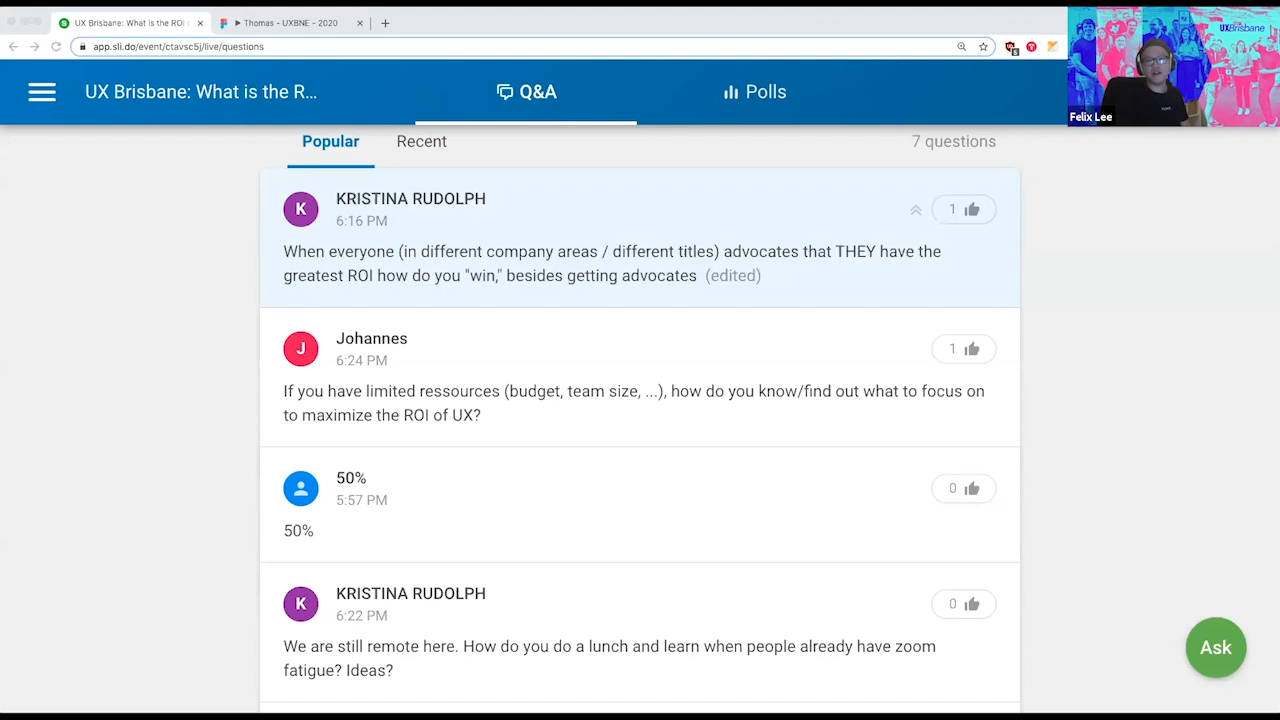 UX Brisbane: What is the ROI
Thomas - UXBNE - 2020
app.sli.do/event/ctavsc5j/live/questions
UXBrisbane
Felix Lee
UX Brisbane: What is the R...
Q&A
Polls
Popular
Recent
7 questions
K
KRISTINA RUDOLPH
6:16 PM
1
When everyone (in different company areas / different titles) advocates that THEY have the
greatest ROI how do you "win," besides getting advocates (edited)
J
Johannes
6:24 PM
1
If you have limited ressources (budget, team size, ...), how do you know/find out what to focus on
to maximize the ROI of UX?
50%
5:57 PM
0
50%
K
KRISTINA RUDOLPH
6:22 PM
0
We are still remote here. How do you do a lunch and learn when people already have zoom
fatigue? Ideas?
Ask